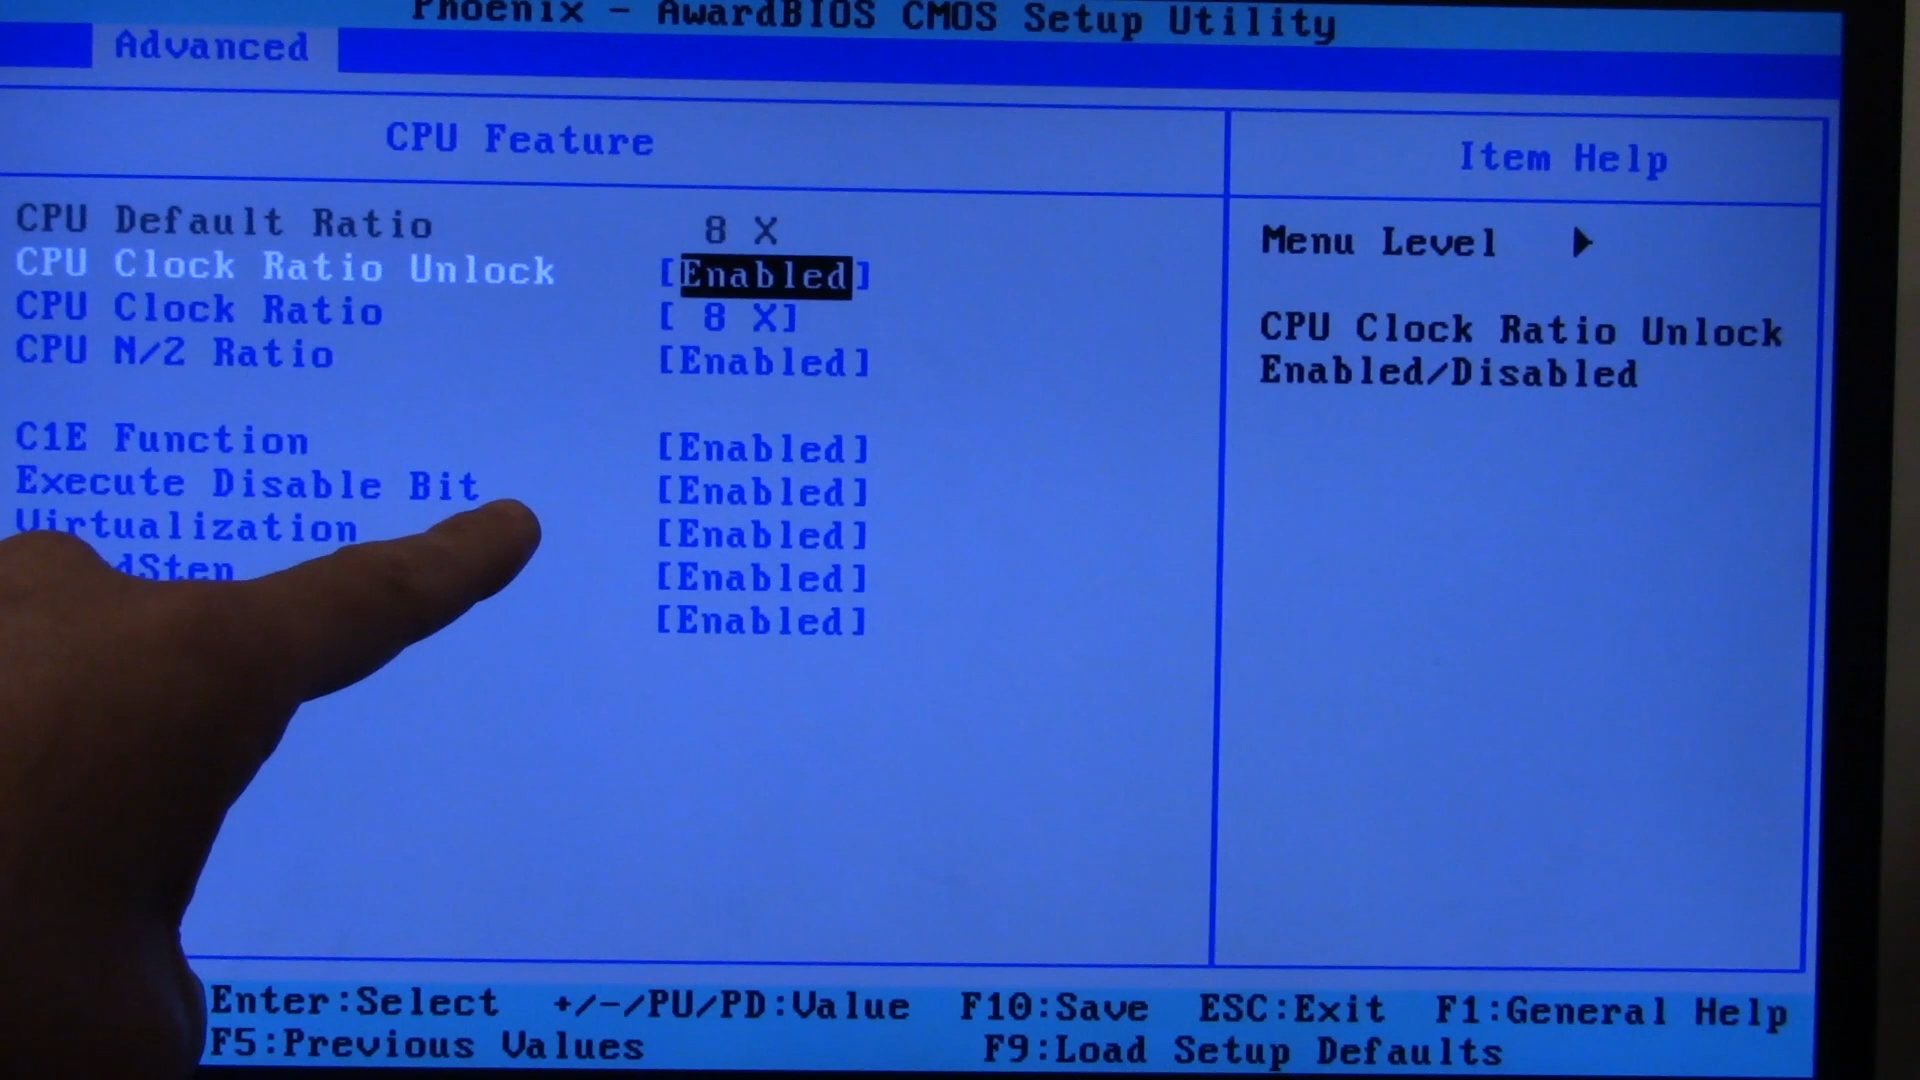 Phoenix - AwardBIOS CMOS Setup Utility
Advanced
CPU Feature
Item Help
CPU Default Ratio 8 X
CPU Clock Ratio Unlock [Enabled]
CPU Clock Ratio [ 8 X]
CPU N/2 Ratio [Enabled]
C1E Function [Enabled]
Execute Disable Bit [Enabled]
Virtualization [Enabled]
[Enabled]
[Enabled]
Menu Level
CPU Clock Ratio Unlock
Enabled/Disabled
Enter:Select +/-/PU/PD:Value F10:Save ESC:Exit F1:General Help
F5:Previous Values F9:Load Setup Defaults